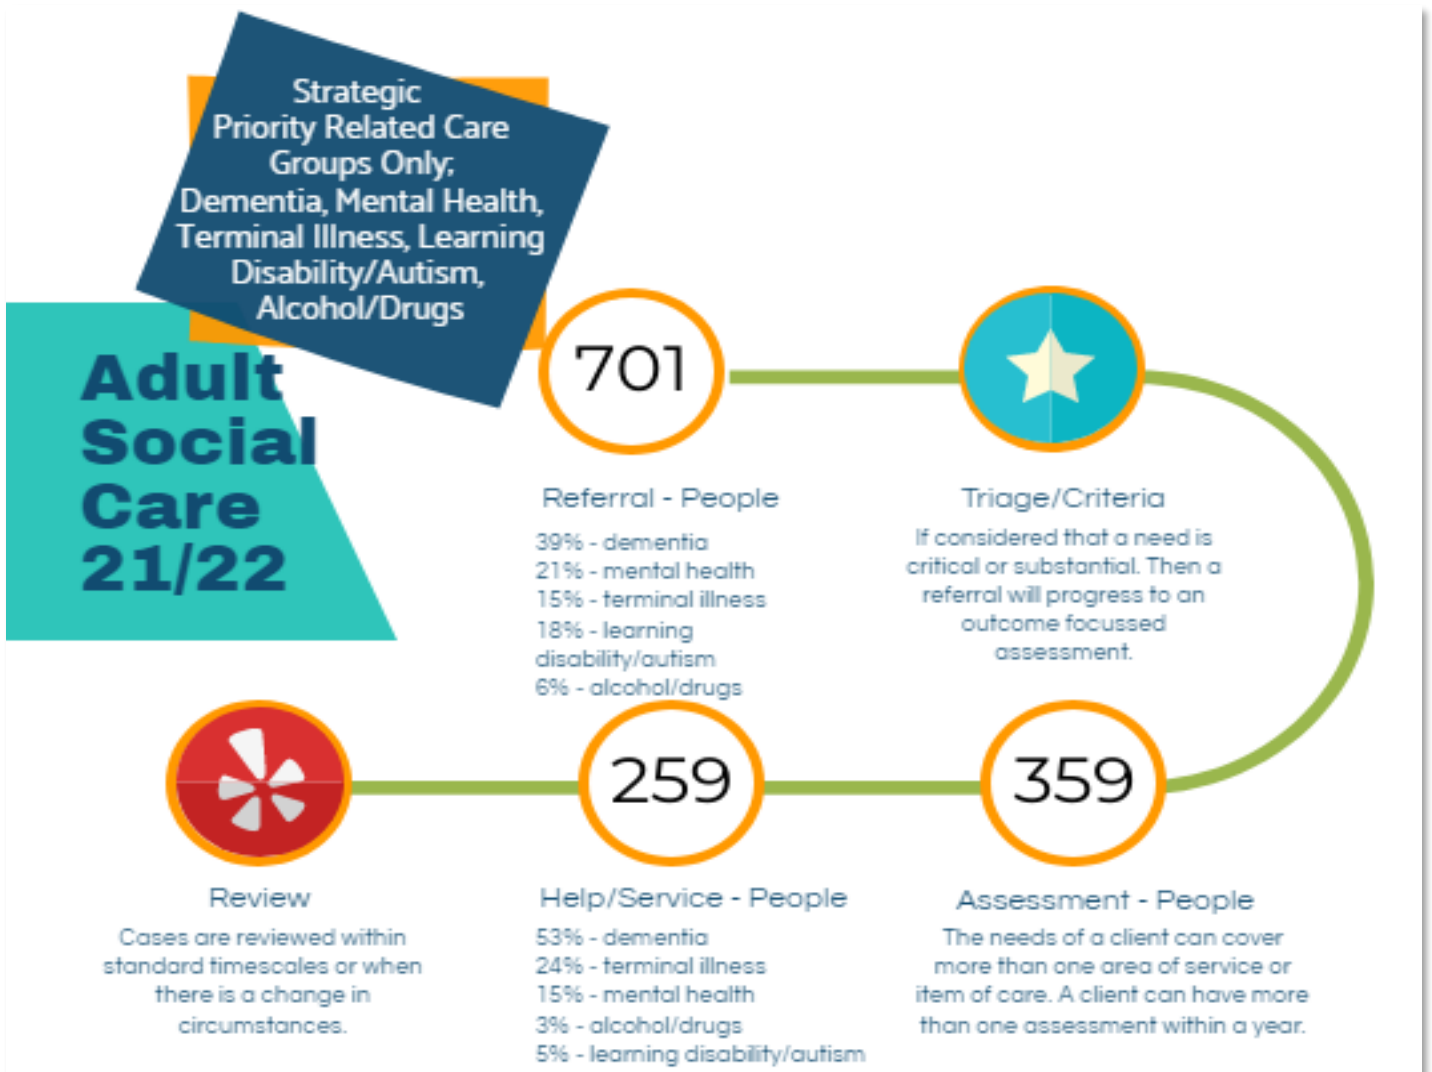 Strategic
Priority Related Care
Groups Only;
Dementia, Mental Health,
Terminal Illness, Learning
Disability/Autism,
Alcohol/Drugs
Adult
Social
Care
21/22
701
Referral - People
39% - dementia
21% - mental health
15% - terminal illness
18% - learning
disability/autism
6% - alcohol/drugs
Triage/Criteria
If considered that a need is
critical or substantial. Then a
referral will progress to an
outcome focussed
assessment.
359
Assessment - People
The needs of a client can cover
more than one area of service or
item of care. A client can have more
than one assessment within a year.
259
Help/Service - People
53% - dementia
24% - terminal illness
15% - mental health
3% - alcohol/drugs
5% - learning disability/autism
Review
Cases are reviewed within
standard timescales or when
there is a change in
circumstances.